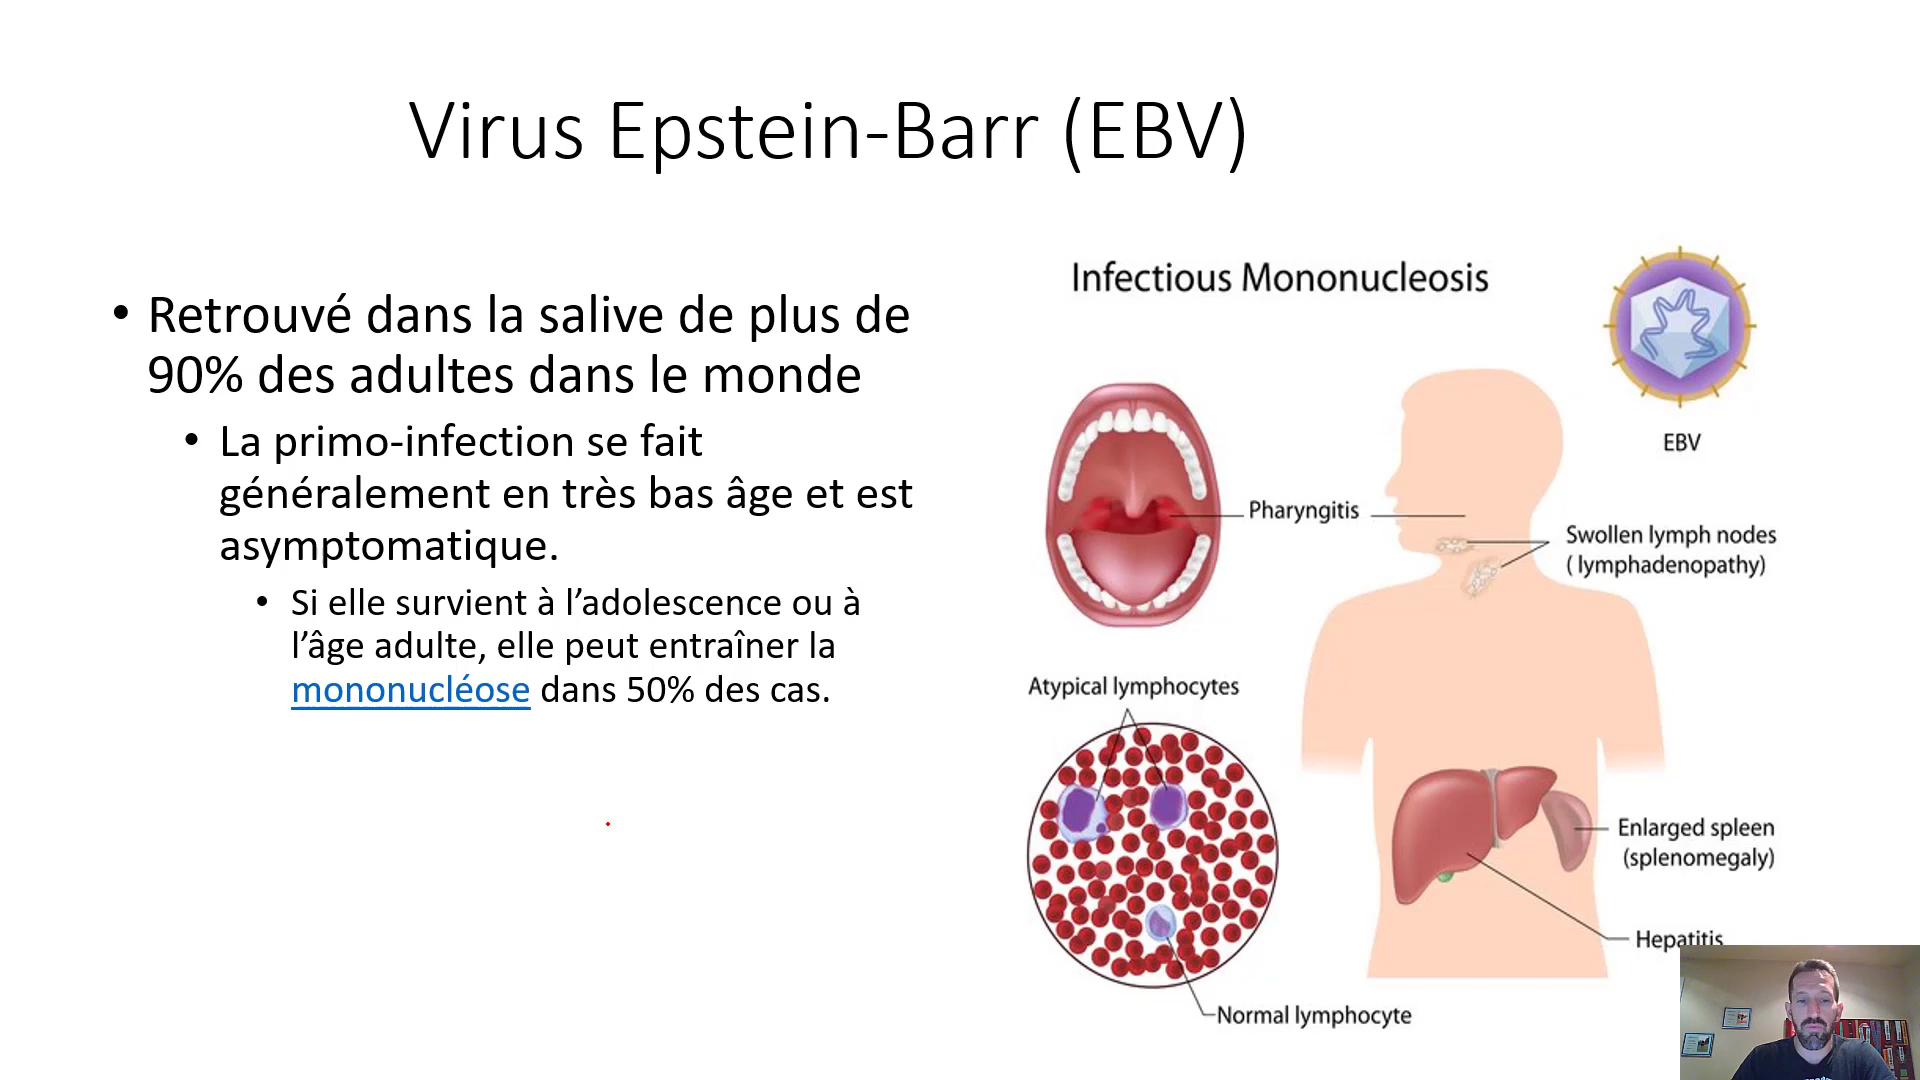 Virus Epstein-Barr (EBV)
• Retrouvé dans la salive de plus de
90% des adultes dans le monde
• La primo-infection se fait
généralement en très bas âge et est
asymptomatique.
• Si elle survient à l’adolescence ou à
l’âge adulte, elle peut entraîner la
mononucléose dans 50% des cas.
Infectious Mononucleosis
EBV
Pharyngitis
Swollen lymph nodes
( lymphadenopathy)
Atypical lymphocytes
Enlarged spleen
(splenomegaly)
Hepatitis
Normal lymphocyte